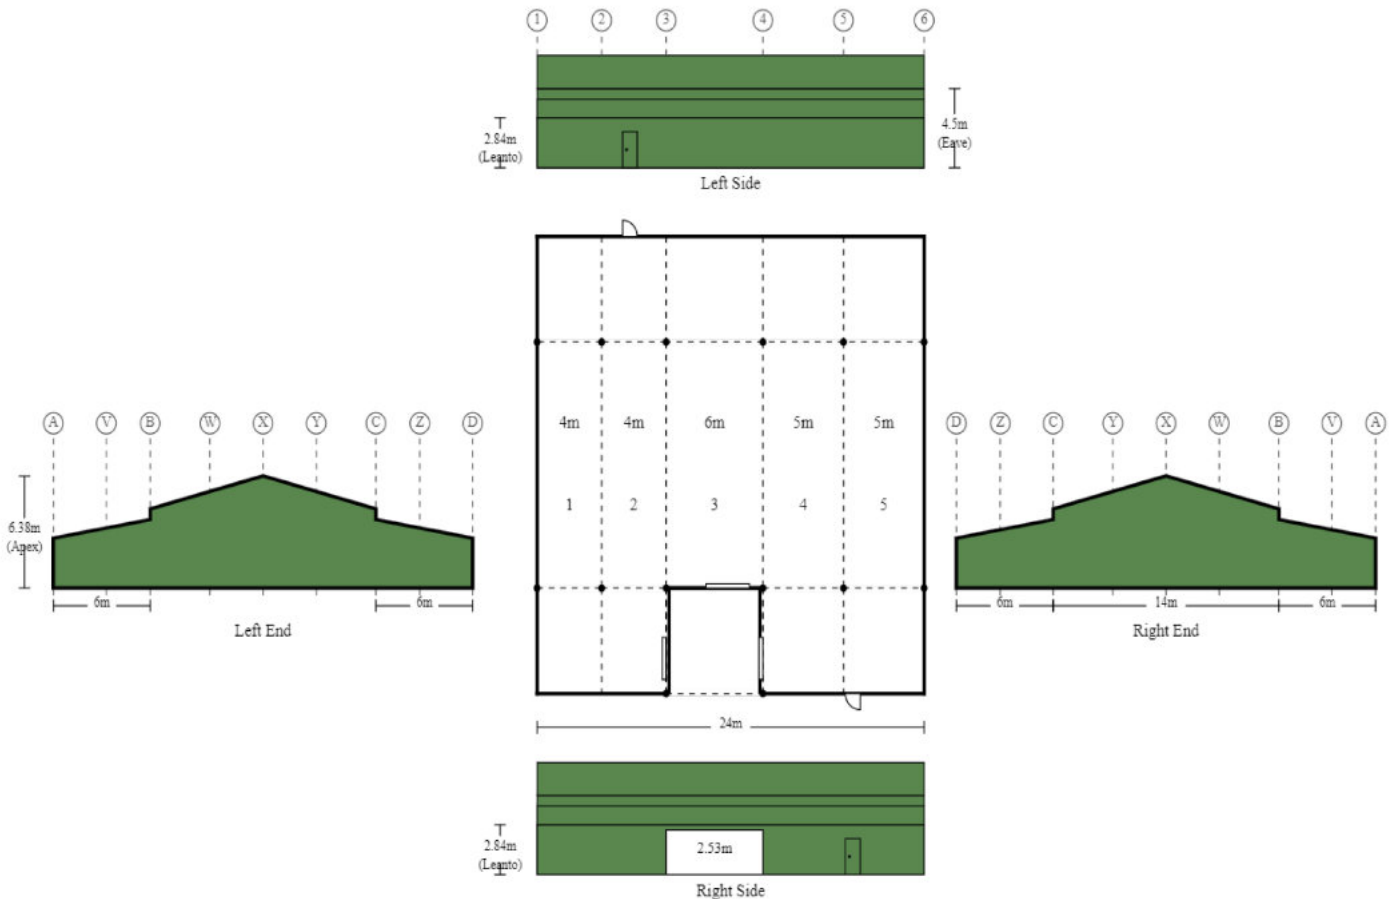 1 2 3 4 5 6
2.84m
(Leanto)
4.5m
(Eave)
Left Side
A V B W X Y C Z D
6.38m
(Apex)
6m 6m
Left End
4m 4m 6m 5m 5m
1 2 3 4 5
24m
D Z C Y X W B V A
6m 14m 6m
Right End
2.84m
(Leanto)
2.53m
Right Side